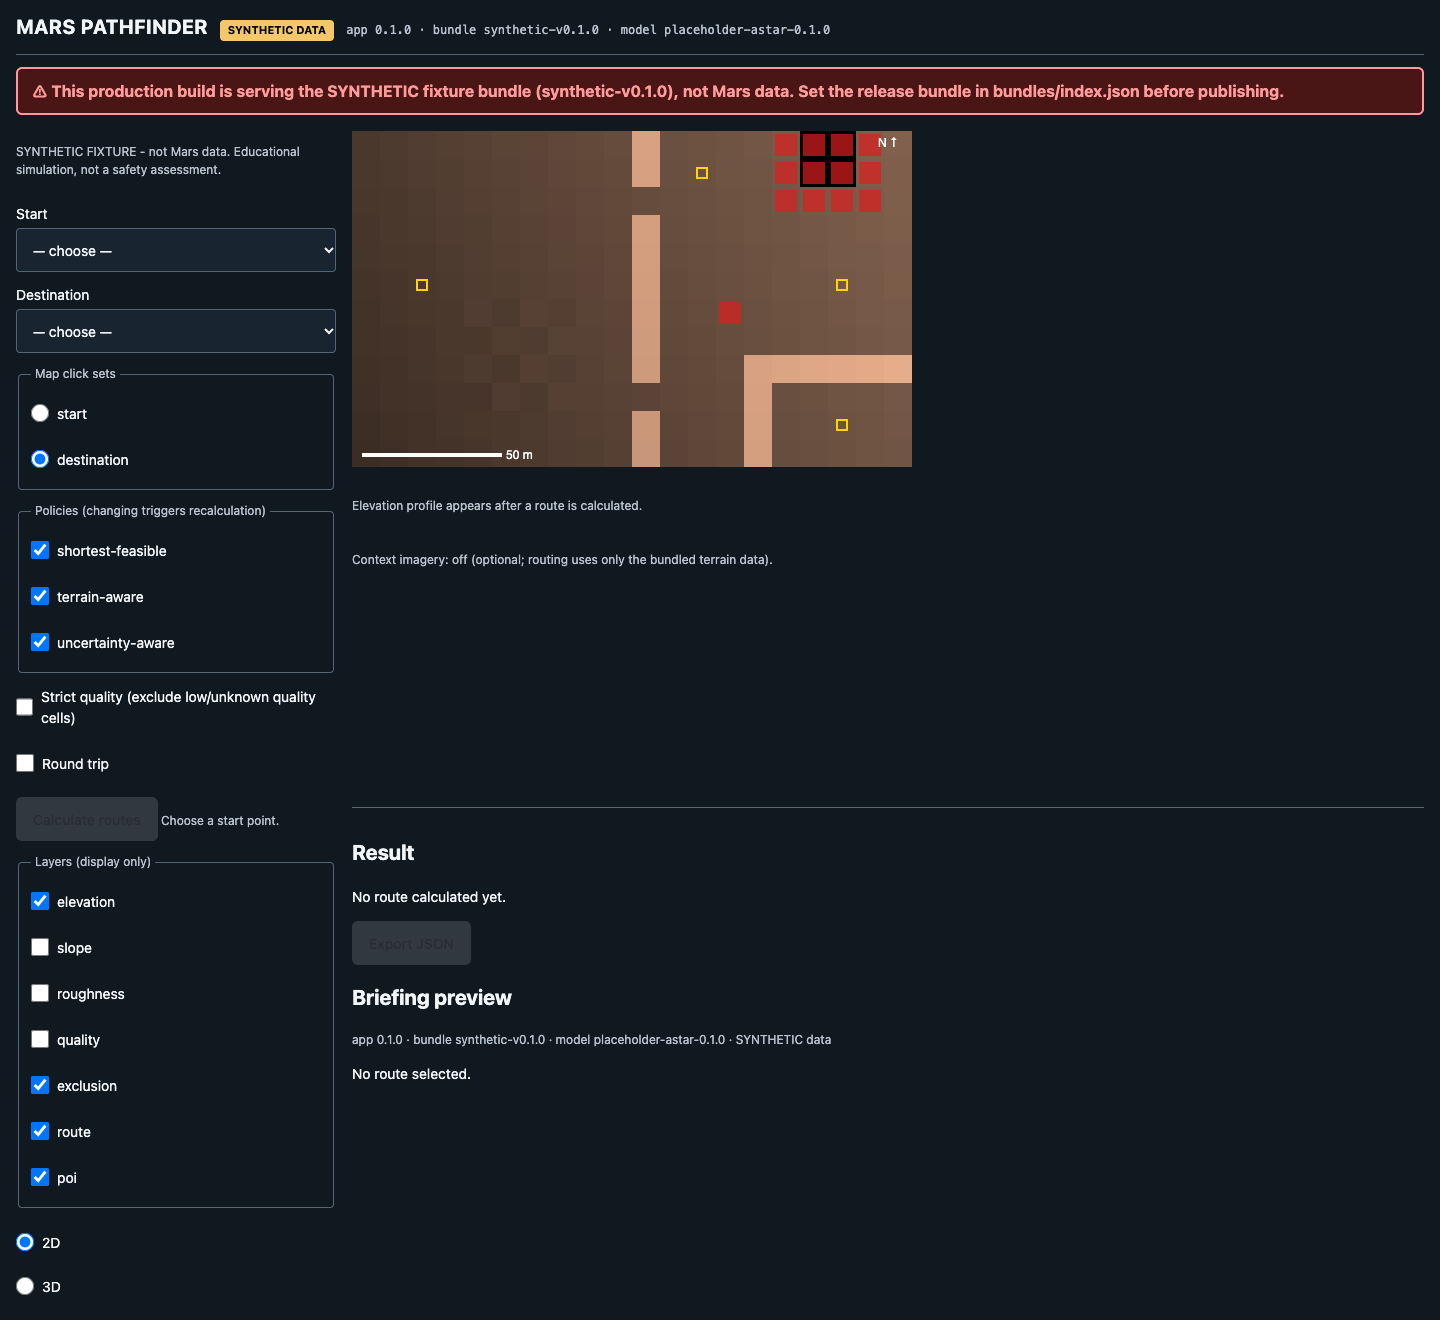 MARS PATHFINDER SYNTHETIC DATA app 0.1.0 · bundle synthetic-v0.1.0 · model placeholder-astar-0.1.0
⚠ This production build is serving the SYNTHETIC fixture bundle (synthetic-v0.1.0), not Mars data. Set the release bundle in bundles/index.json before publishing.
SYNTHETIC FIXTURE - not Mars data. Educational
simulation, not a safety assessment.
Start
— choose —
Destination
— choose —
Map click sets
start
destination
Policies (changing triggers recalculation)
shortest-feasible
terrain-aware
uncertainty-aware
Strict quality (exclude low/unknown quality
cells)
Round trip
Calculate routes Choose a start point.
Layers (display only)
elevation
slope
roughness
quality
exclusion
route
poi
2D
3D
N ↑
50 m
Elevation profile appears after a route is calculated.
Context imagery: off (optional; routing uses only the bundled terrain data).
Result
No route calculated yet.
Export JSON
Briefing preview
app 0.1.0 · bundle synthetic-v0.1.0 · model placeholder-astar-0.1.0 · SYNTHETIC data
No route selected.